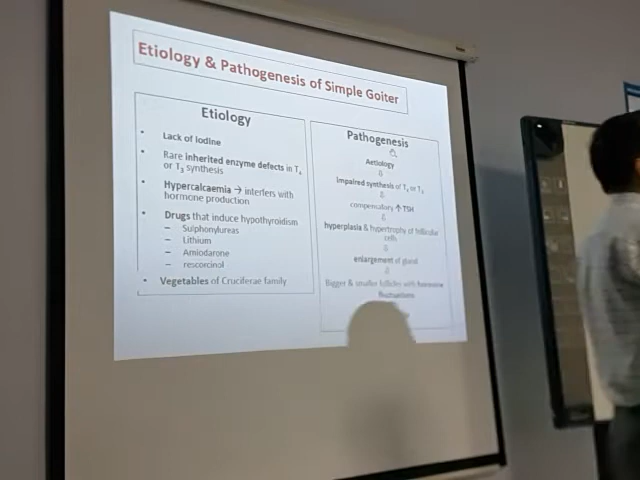 Etiology & Pathogenesis of Simple Goiter
Etiology
• Lack of Iodine
• Rare inherited enzyme defects in T4
or T3 synthesis
• Hypercalcaemia → interfers with
hormone production
• Drugs that induce hypothyroidism
– Sulphonylureas
– Lithium
– Amiodarone
– rescorcinol
• Vegetables of Cruciferae family
Pathogenesis
Aetiology
⇩
impaired synthesis of T4 or T3
⇩
compensatory ↑ TSH
⇩
hyperplasia & hypertrophy of follicular
cells
⇩
enlargement of gland
⇩
Bigger & smaller follicles with hormone
fluctuations